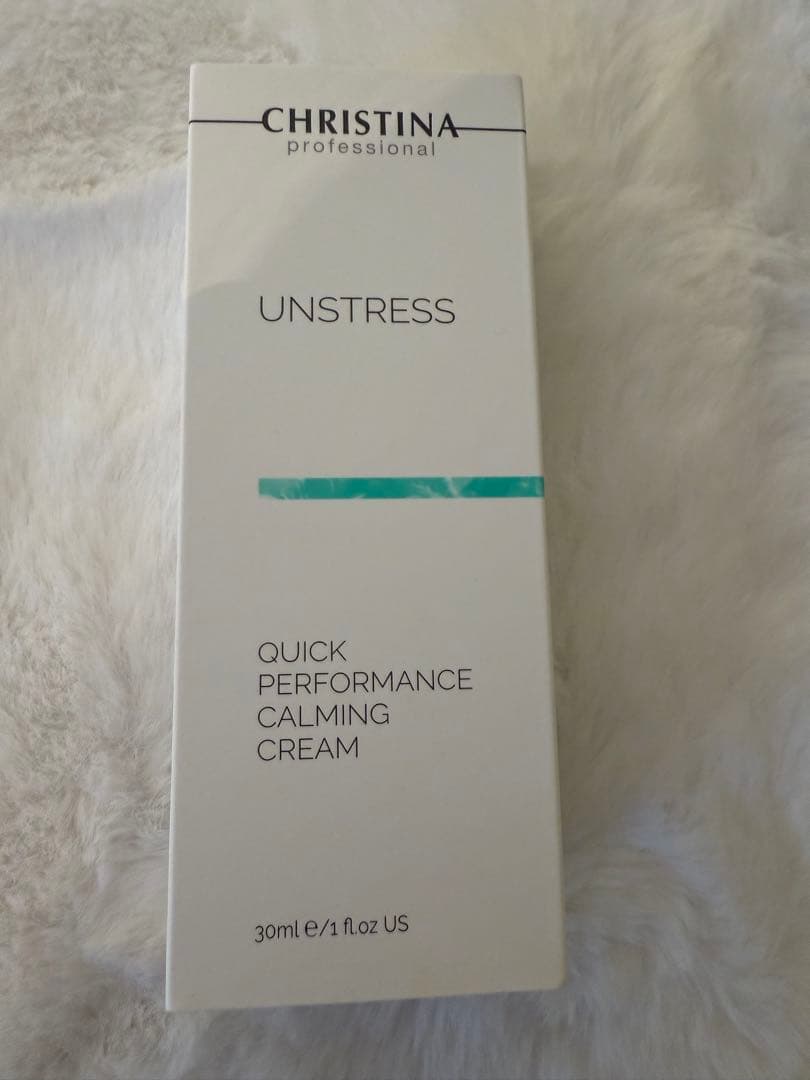 CHRISTINA
professional
UNSTRESS
QUICK
PERFORMANCE
CALMING
CREAM
30ml e/1 fl.oz US